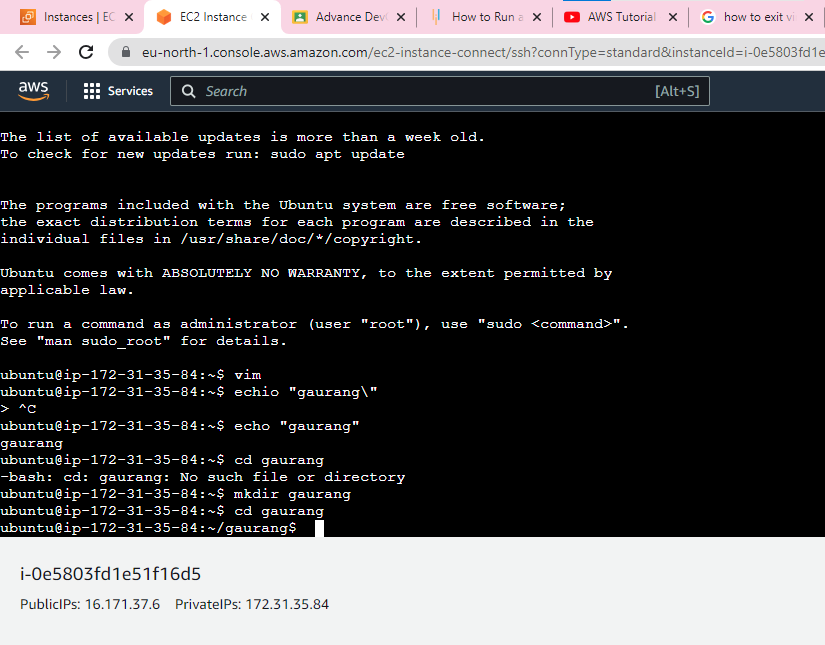 Instances | EC
EC2 Instance
Advance Dev
How to Run a
AWS Tutorial
how to exit vi
eu-north-1.console.aws.amazon.com/ec2-instance-connect/ssh?connType=standard&instanceId=i-0e5803fd1e
aws
Services
Search
[Alt+S]
The list of available updates is more than a week old.
To check for new updates run: sudo apt update
The programs included with the Ubuntu system are free software;
the exact distribution terms for each program are described in the
individual files in /usr/share/doc/*/copyright.
Ubuntu comes with ABSOLUTELY NO WARRANTY, to the extent permitted by
applicable law.
To run a command as administrator (user "root"), use "sudo <command>".
See "man sudo_root" for details.
ubuntu@ip-172-31-35-84:~$ vim
ubuntu@ip-172-31-35-84:~$ echio "gaurang\"
> ^C
ubuntu@ip-172-31-35-84:~$ echo "gaurang"
gaurang
ubuntu@ip-172-31-35-84:~$ cd gaurang
-bash: cd: gaurang: No such file or directory
ubuntu@ip-172-31-35-84:~$ mkdir gaurang
ubuntu@ip-172-31-35-84:~$ cd gaurang
ubuntu@ip-172-31-35-84:~/gaurang$
i-0e5803fd1e51f16d5
PublicIPs: 16.171.37.6 PrivateIPs: 172.31.35.84